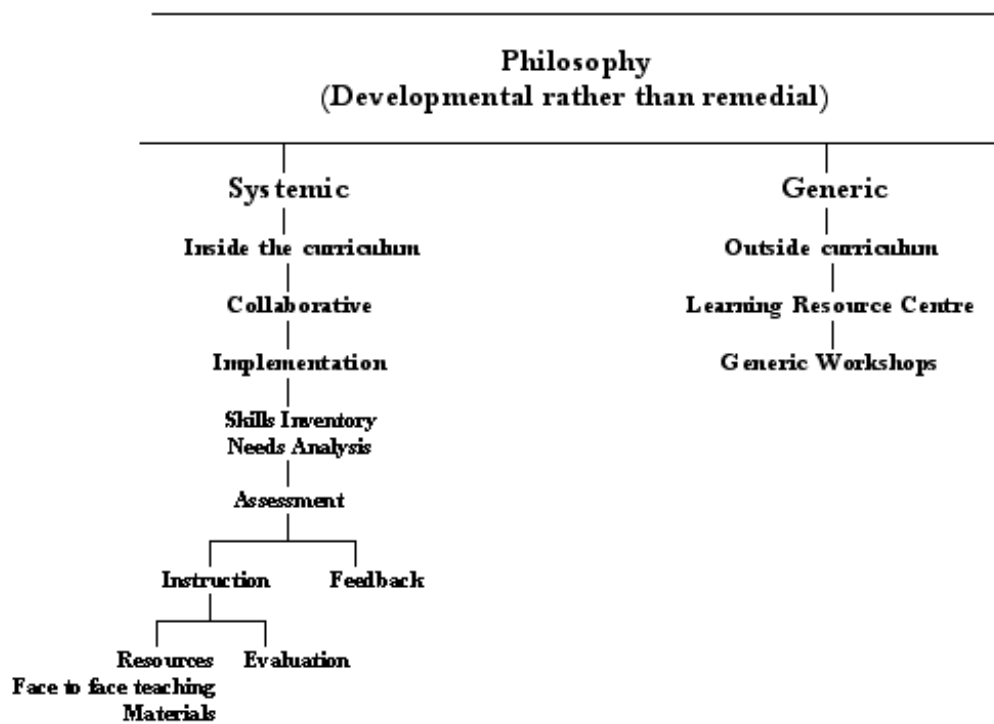 Philosophy
(Developmental rather than remedial)
Systemic
Generic
Inside the curriculum
Outside curriculum
Collaborative
Learning Resource Centre
Implementation
Generic Workshops
Skills Inventory
Needs Analysis
Assessment
Instruction
Feedback
Resources
Evaluation
Face to face teaching
Materials